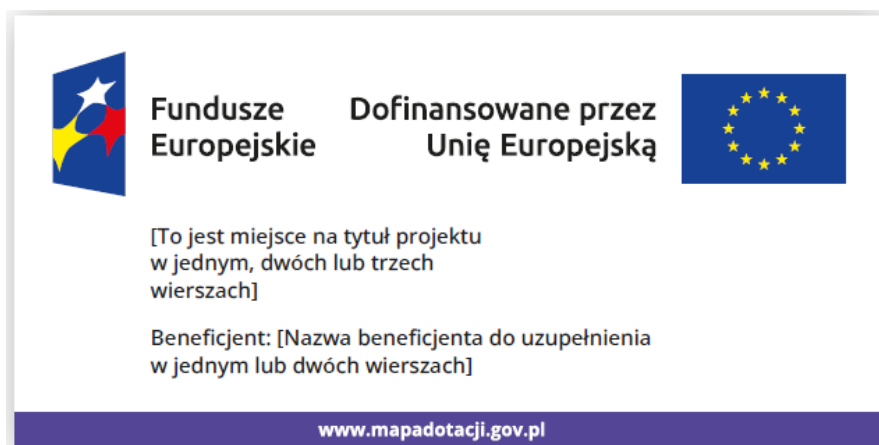 Fundusze
Europejskie
Dofinansowane przez
Unię Europejską
[To jest miejsce na tytuł projektu
w jednym, dwóch lub trzech
wierszach]
Beneficjent: [Nazwa beneficjenta do uzupełnienia
w jednym lub dwóch wierszach]
www.mapadotacji.gov.pl